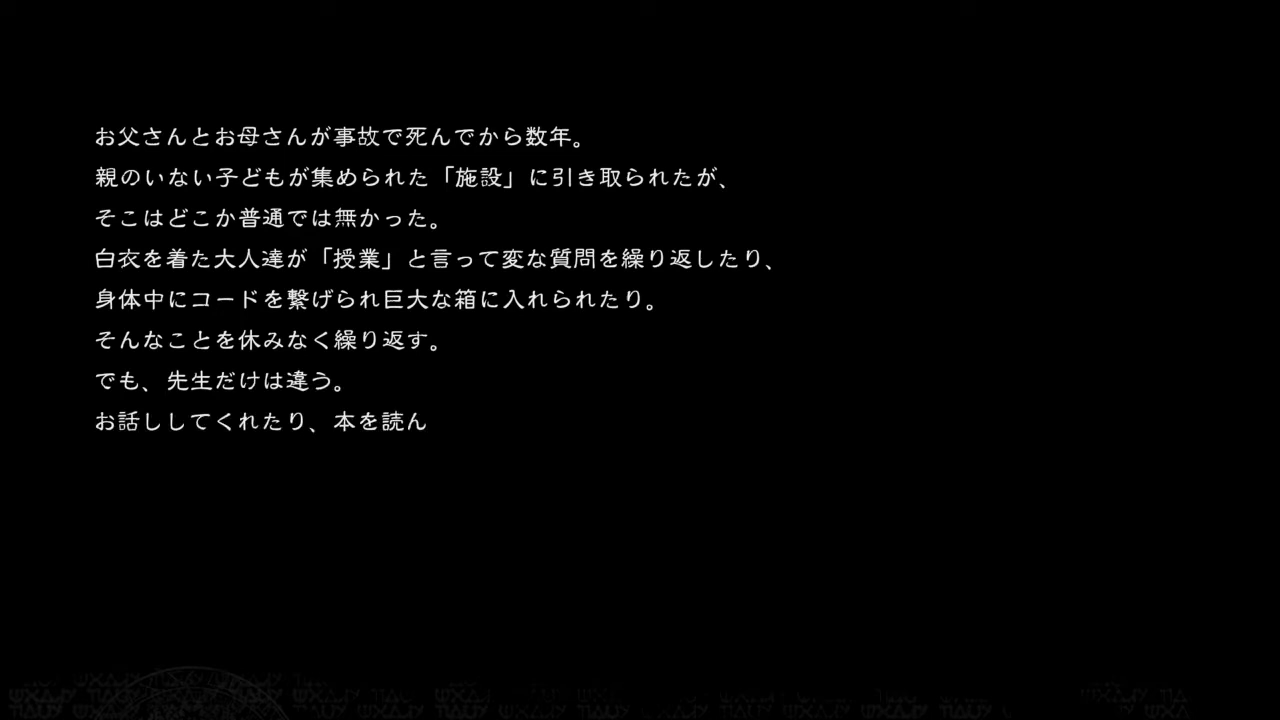 お父さんとお母さんが事故で死んでから数年。
親のいない子どもが集められた「施設」に引き取られたが、
そこはどこか普通では無かった。
白衣を着た大人達が「授業」と言って変な質問を繰り返したり、
身体中にコードを繋げられ巨大な箱に入れられたり。
そんなことを休みなく繰り返す。
でも、先生だけは違う。
お話ししてくれたり、本を読ん